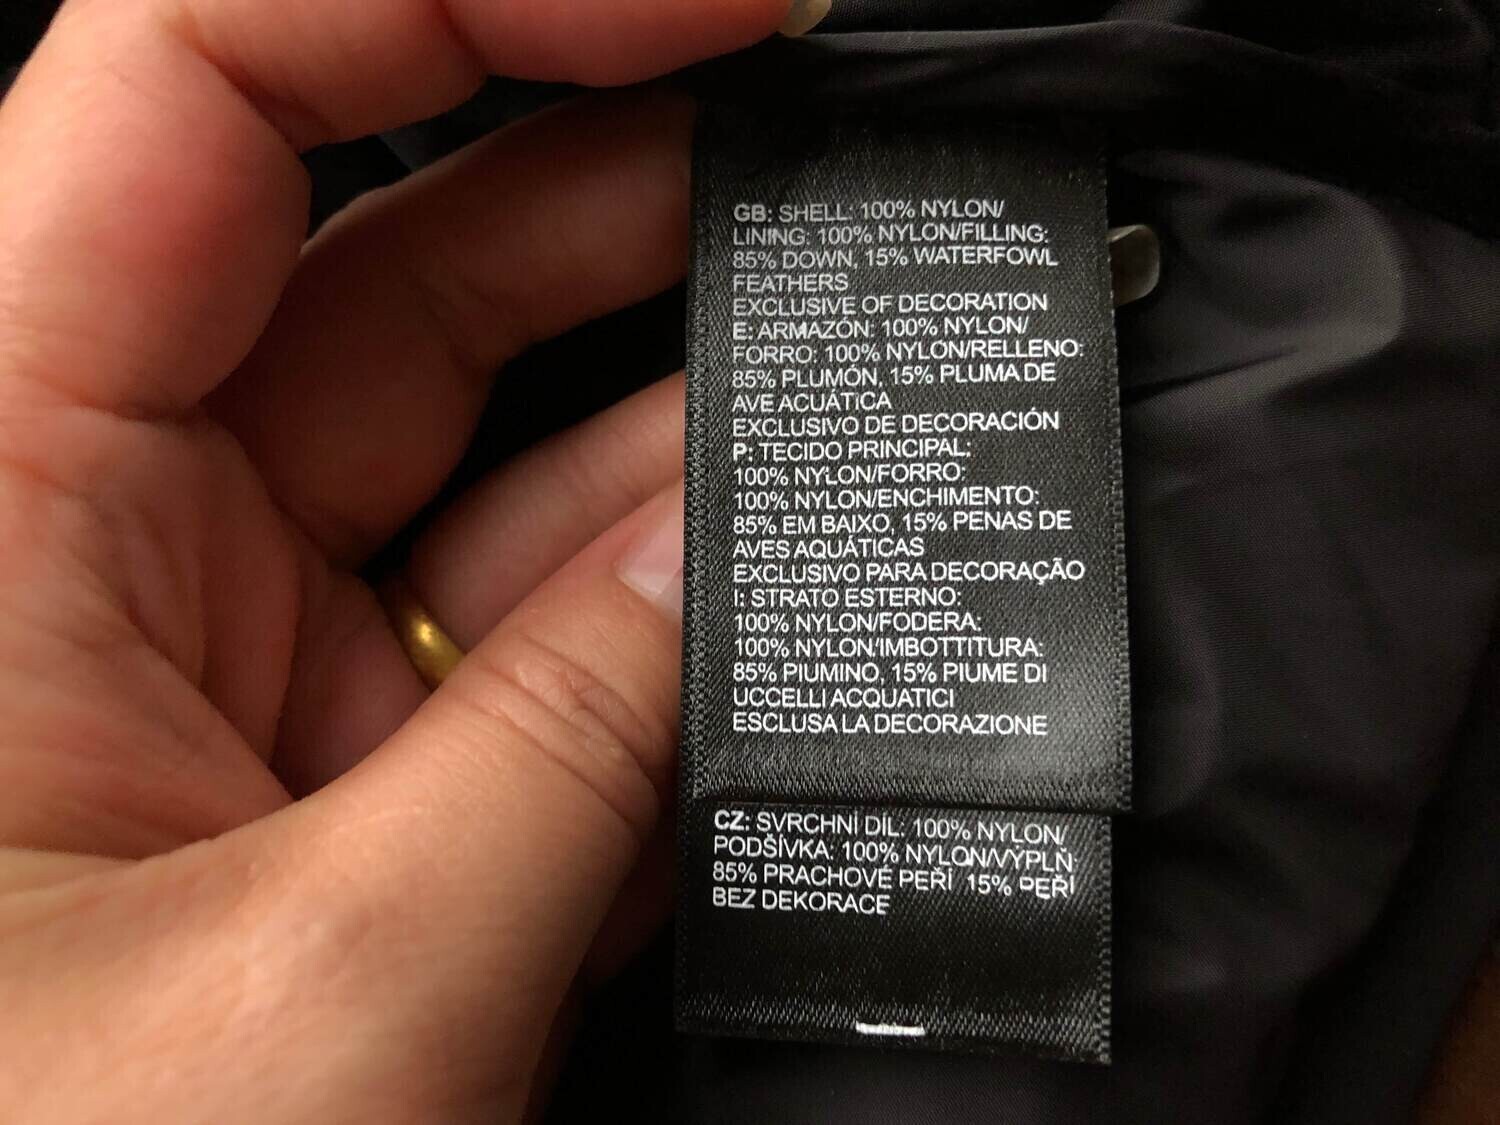 GB: SHELL: 100% NYLON/
LINING: 100% NYLON/FILLING:
85% DOWN, 15% WATERFOWL
FEATHERS
EXCLUSIVE OF DECORATION
E: ARMAZÓN: 100% NYLON/
FORRO: 100% NYLON/RELLENO:
85% PLUMÓN, 15% PLUMA DE
AVE ACUÁTICA
EXCLUSIVO DE DECORACIÓN
P: TECIDO PRINCIPAL:
100% NYLON/FORRO:
100% NYLON/ENCHIMENTO:
85% EM BAIXO, 15% PENAS DE
AVES AQUÁTICAS
EXCLUSIVO PARA DECORAÇÃO
I: STRATO ESTERNO:
100% NYLON/FODERA:
100% NYLON/IMBOTTITURA:
85% PIUMINO, 15% PIUME DI
UCCELLI ACQUATICI
ESCLUSA LA DECORAZIONE
CZ: SVRCHNÍ DÍL: 100% NYLON/
PODŠÍVKA: 100% NYLON/VÝPLŇ:
85% PRACHOVÉ PEŘÍ 15% PEŘÍ
BEZ DEKORACE